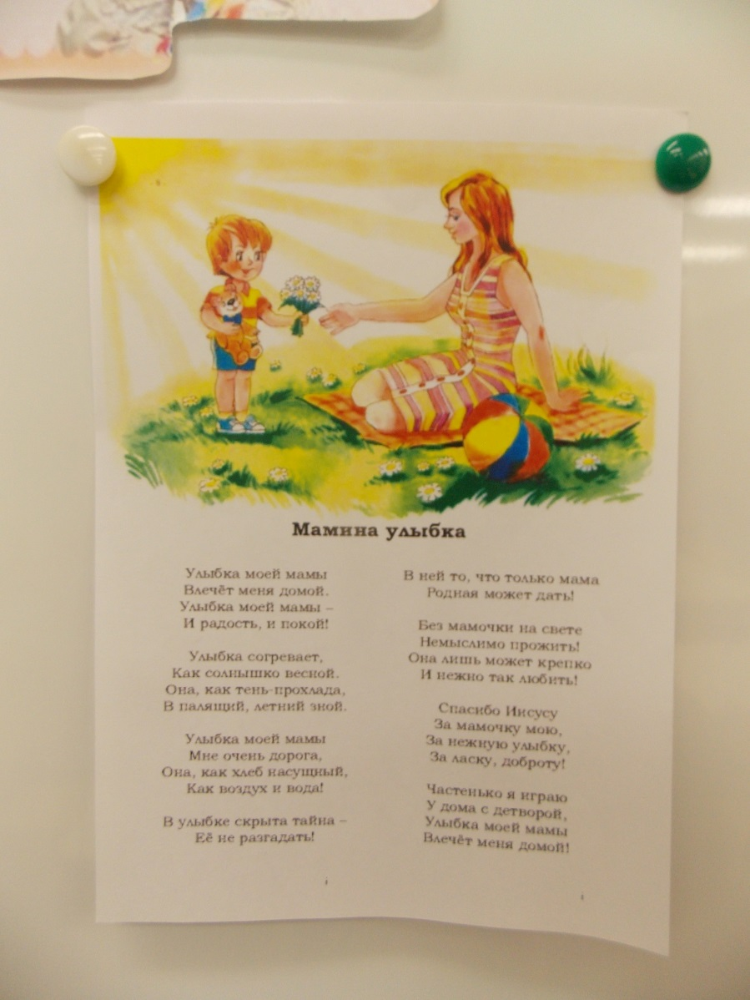 Мамина улыбка
Улыбка моей мамы
Влечёт меня домой.
Улыбка моей мамы –
И радость, и покой!
Улыбка согревает,
Как солнышко весной.
Она, как тень-прохлада,
В палящий, летний зной.
Улыбка моей мамы
Мне очень дорога,
Она, как хлеб насущный,
Как воздух и вода!
В улыбке скрыта тайна –
Её не разгадать!
В ней то, что только мама
Родная может дать!
Без мамочки на свете
Немыслимо прожить!
Она лишь может крепко
И нежно так любить!
Спасибо Иисусу
За мамочку мою,
За нежную улыбку,
За ласку, доброту!
Частенько я играю
У дома с детворой,
Улыбка моей мамы
Влечёт меня домой!